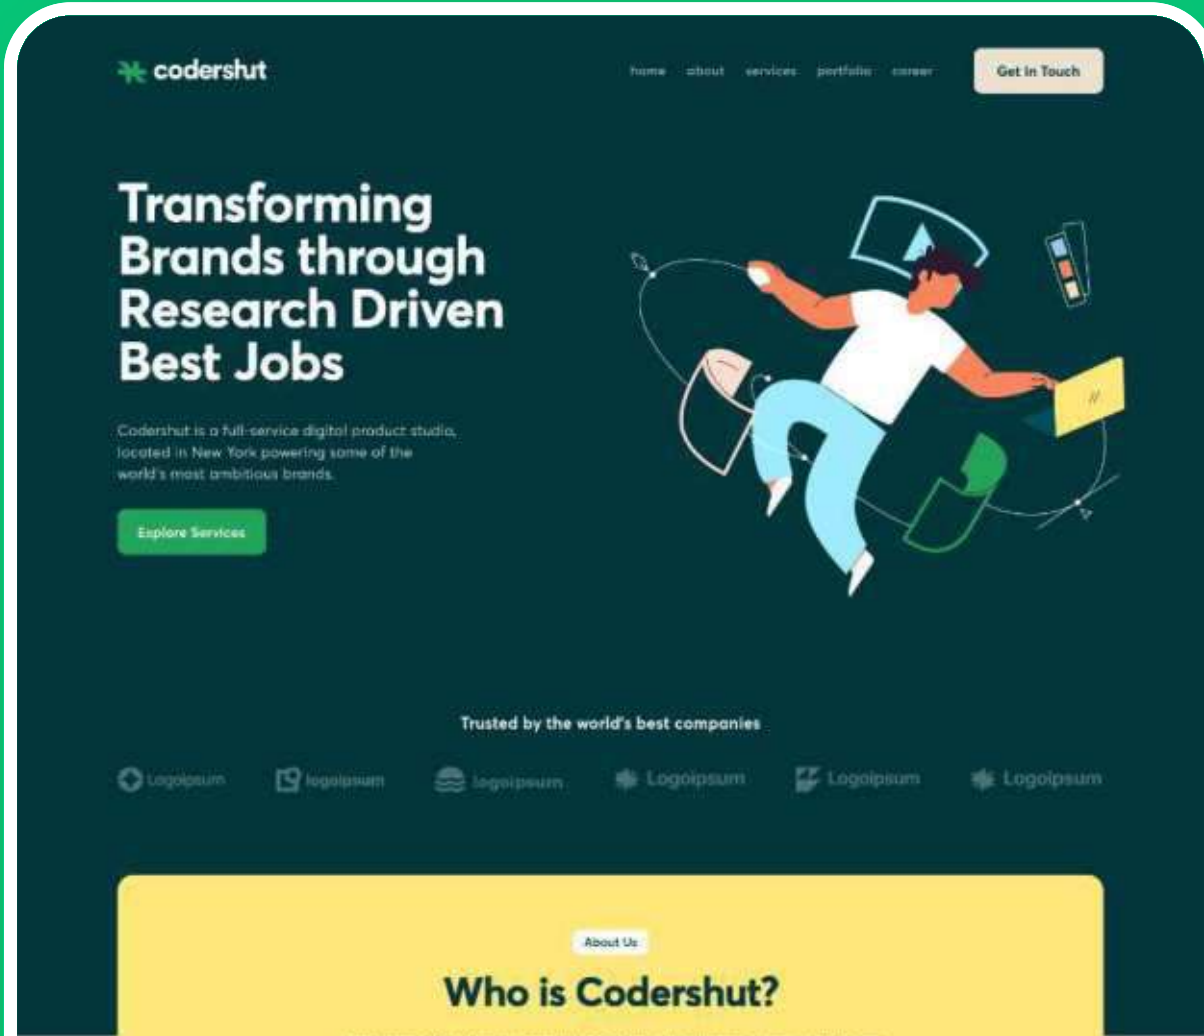 codershut
home about services portfolio career
Get In Touch
Transforming
Brands through
Research Driven
Best Jobs
Codershut is a full-service digital product studio,
located in New York powering some of the
world's most ambitious brands.
Explore Services
Trusted by the world's best companies
Logoipsum logoipsum logoipsum Logoipsum Logoipsum Logoipsum
About Us
Who is Codershut?